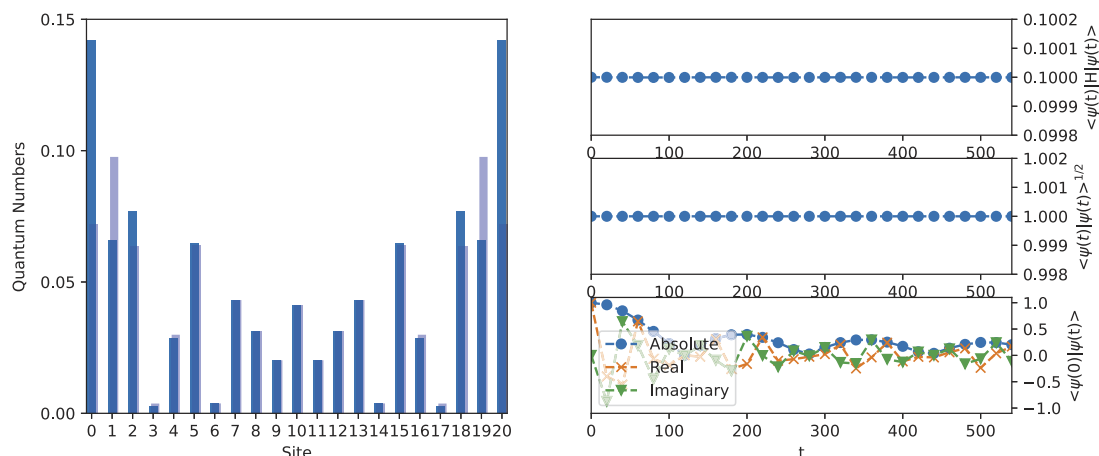 0.15
0.10
0.05
0.00
Quantum Numbers
0 1 2 3 4 5 6 7 8 9 10 11 12 13 14 15 16 17 18 19 20
Site
0.1002
0.1001
0.1000
0.0999
0.0998
<ψ(t)|H|ψ(t)>
0 100 200 300 400 500
1.002
1.001
1.000
0.999
0.998
<ψ(t)|ψ(t)>^1/2
0 100 200 300 400 500
1.0
0.5
0.0
−0.5
−1.0
<ψ(0)|ψ(t)>
Absolute
Real
Imaginary
0 100 200 300 400 500
t